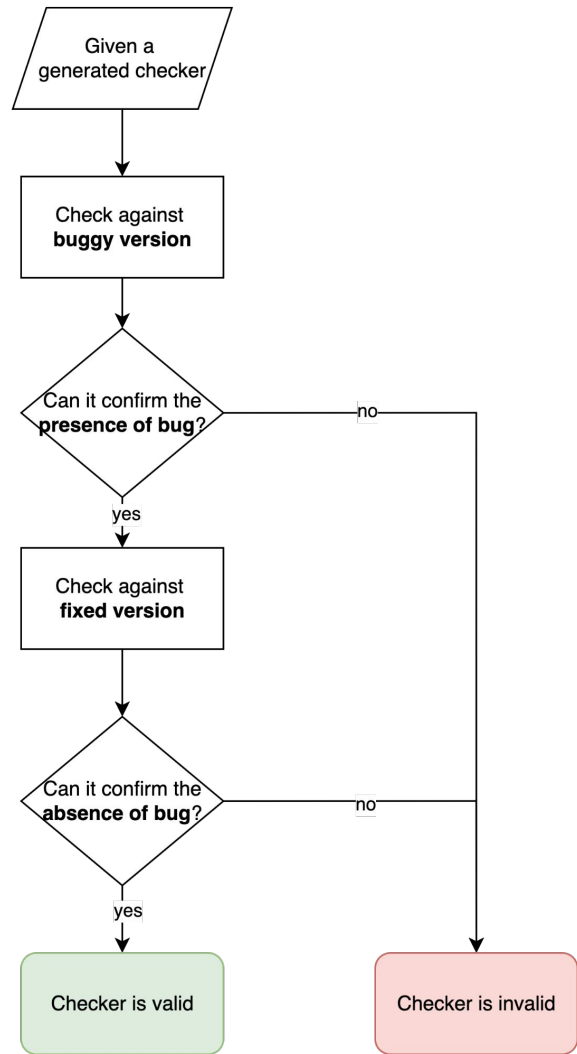 Given a
generated checker
Check against
buggy version
Can it confirm the
presence of bug?
no
yes
Check against
fixed version
Can it confirm the
absence of bug?
no
yes
Checker is valid
Checker is invalid